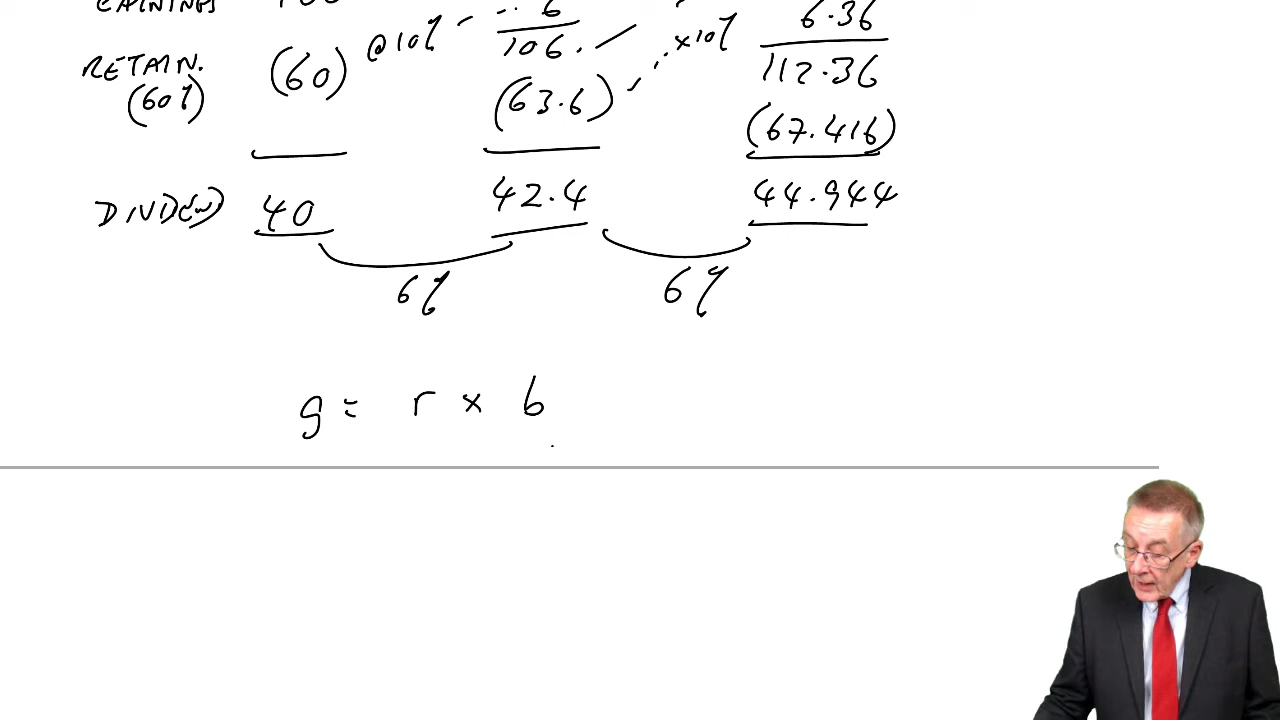 6 6.36
RETAIN. (60) @10% 106. x10% 112.36
(60%) (63.6) (67.416)
DIVIDEND 40 42.4 44.944
6% 6%
g = r x b